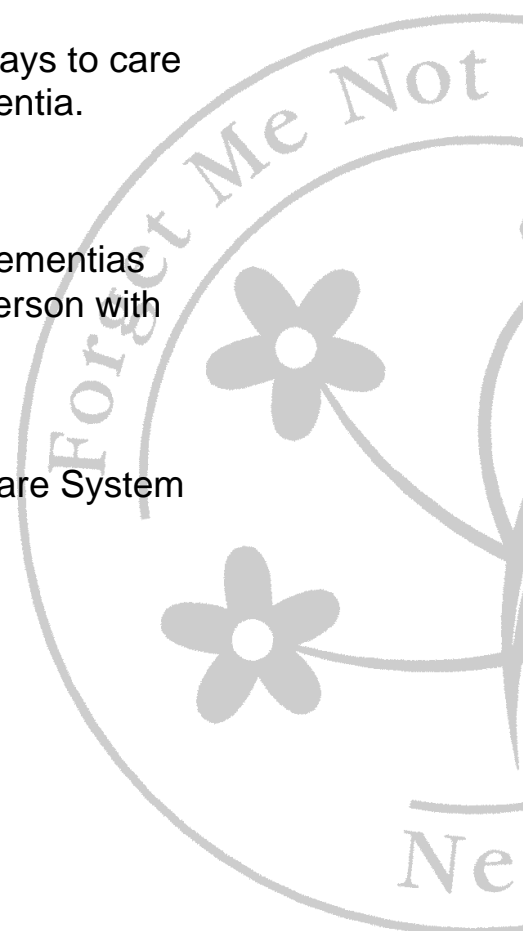 ays to care
entia.
ementias
erson with
are System
Forget Me Not
Ne